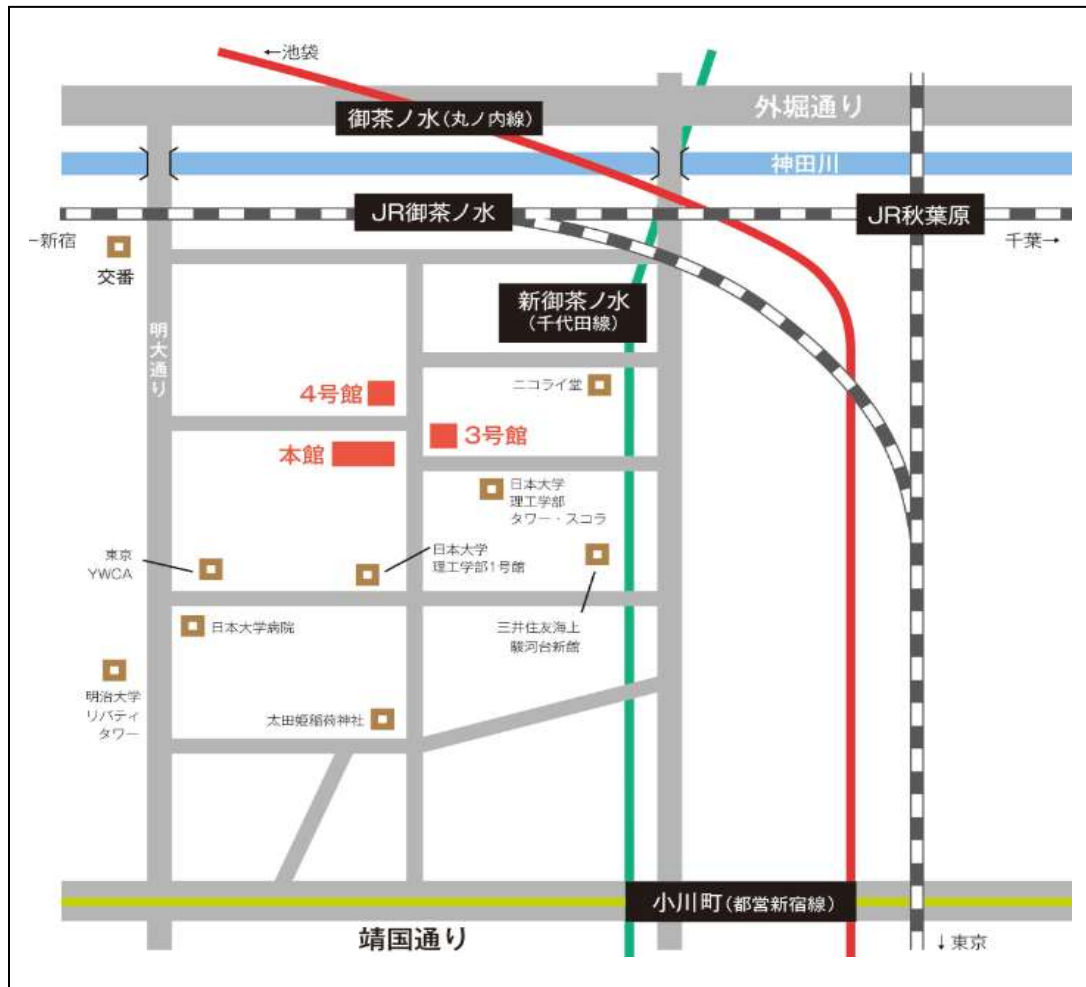 ←池袋
外堀通り
御茶ノ水(丸ノ内線)
神田川
JR御茶ノ水
JR秋葉原
←新宿
千葉→
交番
新御茶ノ水
(千代田線)
明大通り
ニコライ堂
4号館
3号館
本館
日本大学
理工学部
タワー・スコラ
東京
YWCA
日本大学
理工学部1号館
日本大学病院
三井住友海上
駿河台新館
明治大学
リバティ
タワー
太田姫稲荷神社
小川町(都営新宿線)
靖国通り
↓東京